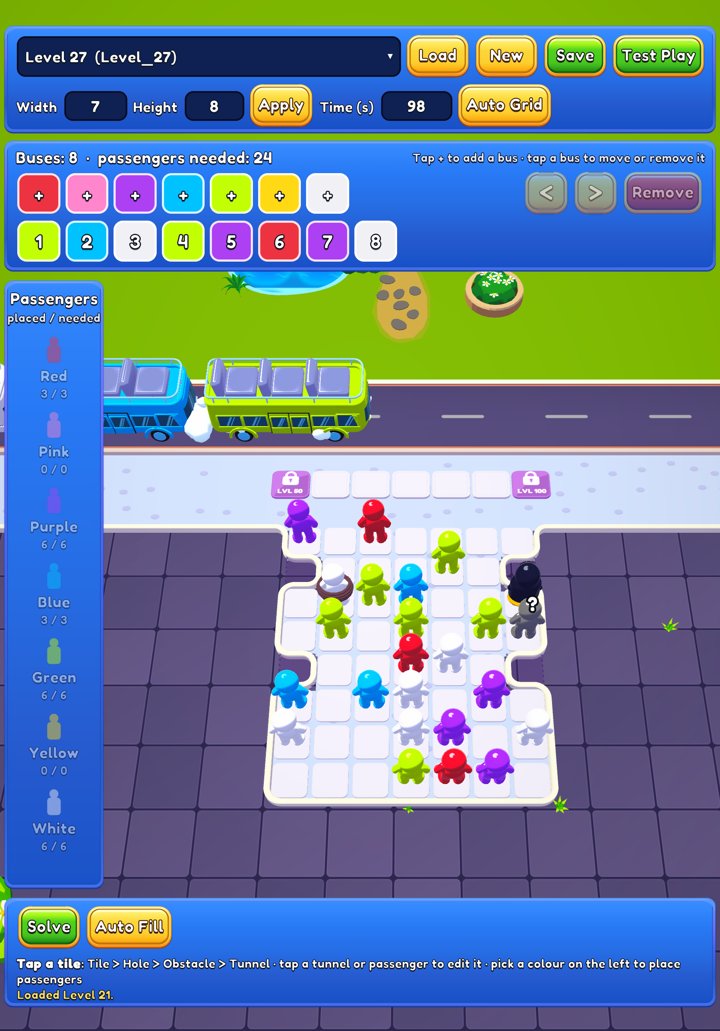 Level 27 (Level_27)
Load
New
Save
Test Play
Width
7
Height
8
Apply
Time (s)
98
Auto Grid
Buses: 8 · passengers needed: 24
Tap + to add a bus · tap a bus to move or remove it
+ + + + + + +
<
>
Remove
1 2 3 4 5 6 7 8
Passengers
placed / needed
Red
3 / 3
Pink
0 / 0
Purple
6 / 6
Blue
3 / 3
Green
6 / 6
Yellow
0 / 0
White
6 / 6
LVL 50
LVL 100
?
Solve
Auto Fill
Tap a tile: Tile > Hole > Obstacle > Tunnel · tap a tunnel or passenger to edit it · pick a colour on the left to place
passengers
Loaded Level 21.